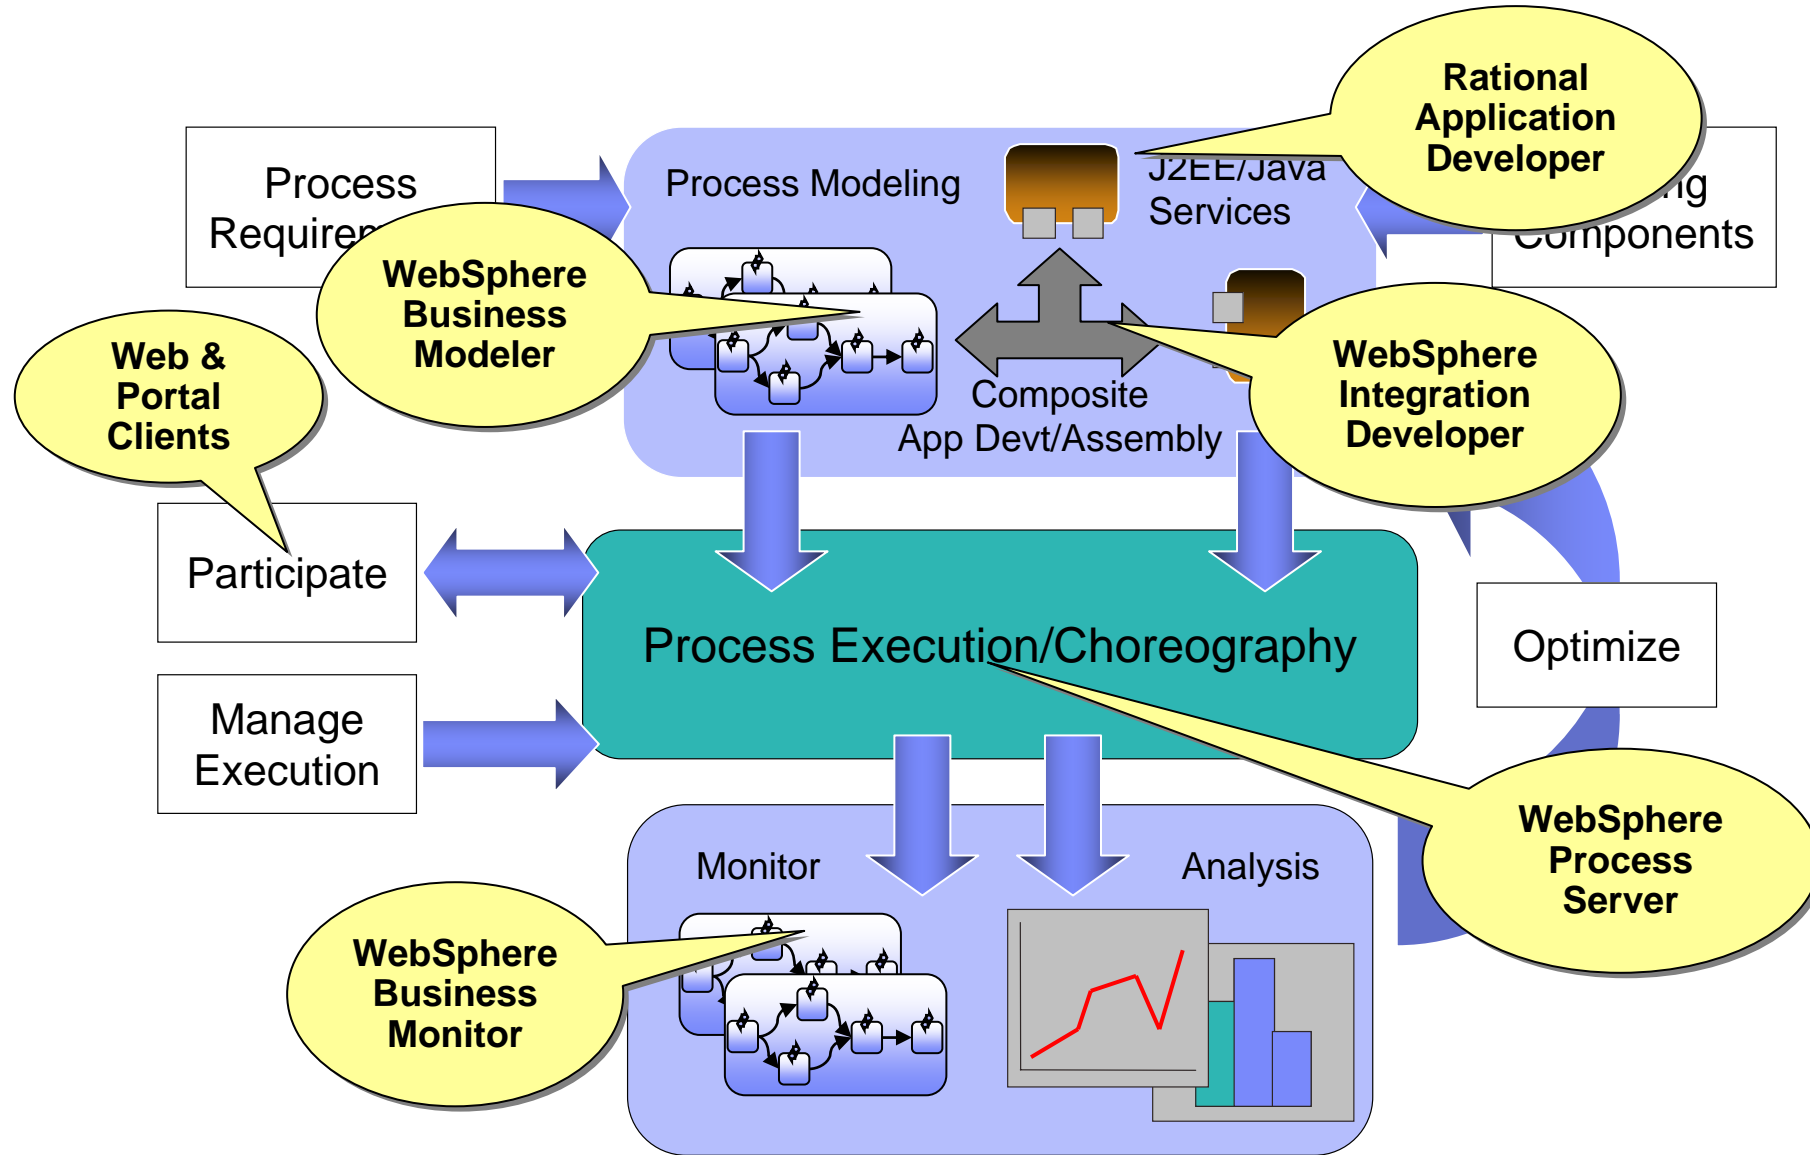 Rational
Application
Developer
Process
Process Modeling
J2EE/Java
Services
Components
WebSphere
Business
Modeler
Web &
Portal
Clients
WebSphere
Integration
Developer
Composite
App Devt/Assembly
Participate
Process Execution/Choreography
Optimize
Manage
Execution
WebSphere
Process
Server
Monitor
Analysis
WebSphere
Business
Monitor